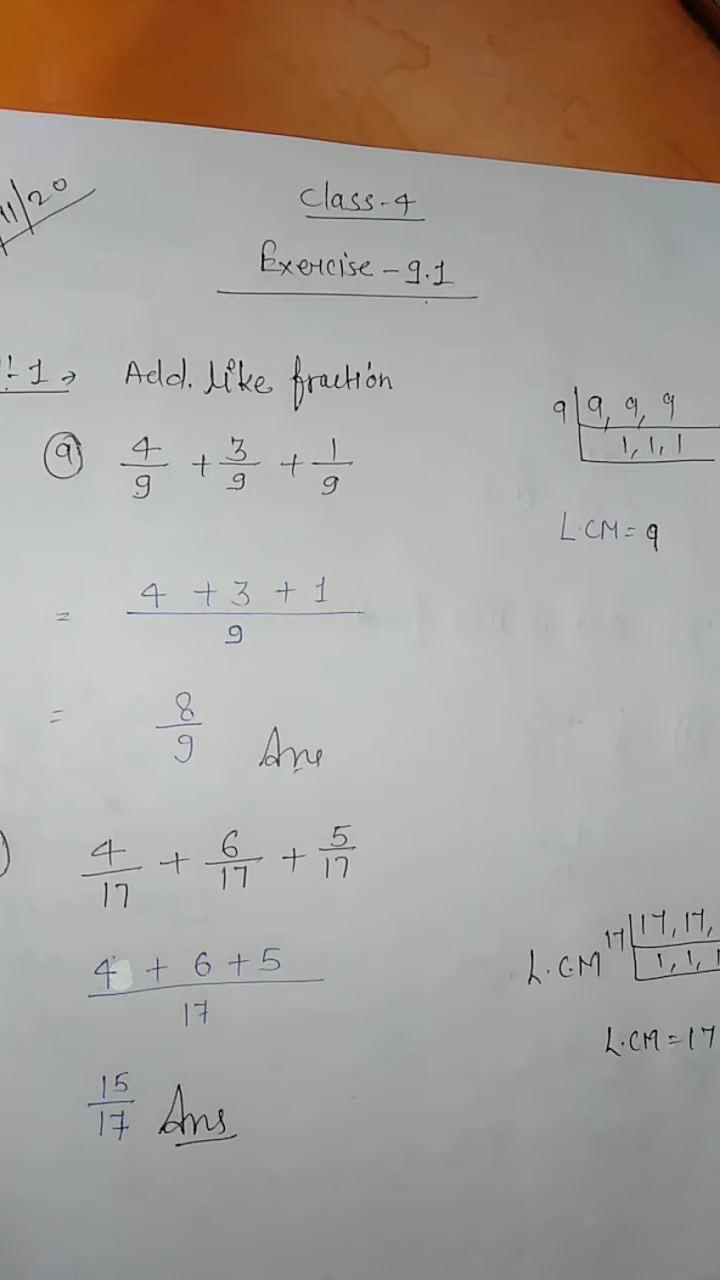 11/20
Class-4
Exercise-9.1
1→ Add. like fraction
(a) 4/9 + 3/9 + 1/9
9 | 9, 9, 9
1, 1, 1
L.CM = 9
= 4 + 3 + 1 / 9
= 8/9 Ans
) 4/17 + 6/17 + 5/17
4 + 6 + 5 / 17
L.CM 17 | 17, 17,
1, 1, 1
L.CM = 17
15/17 Ans